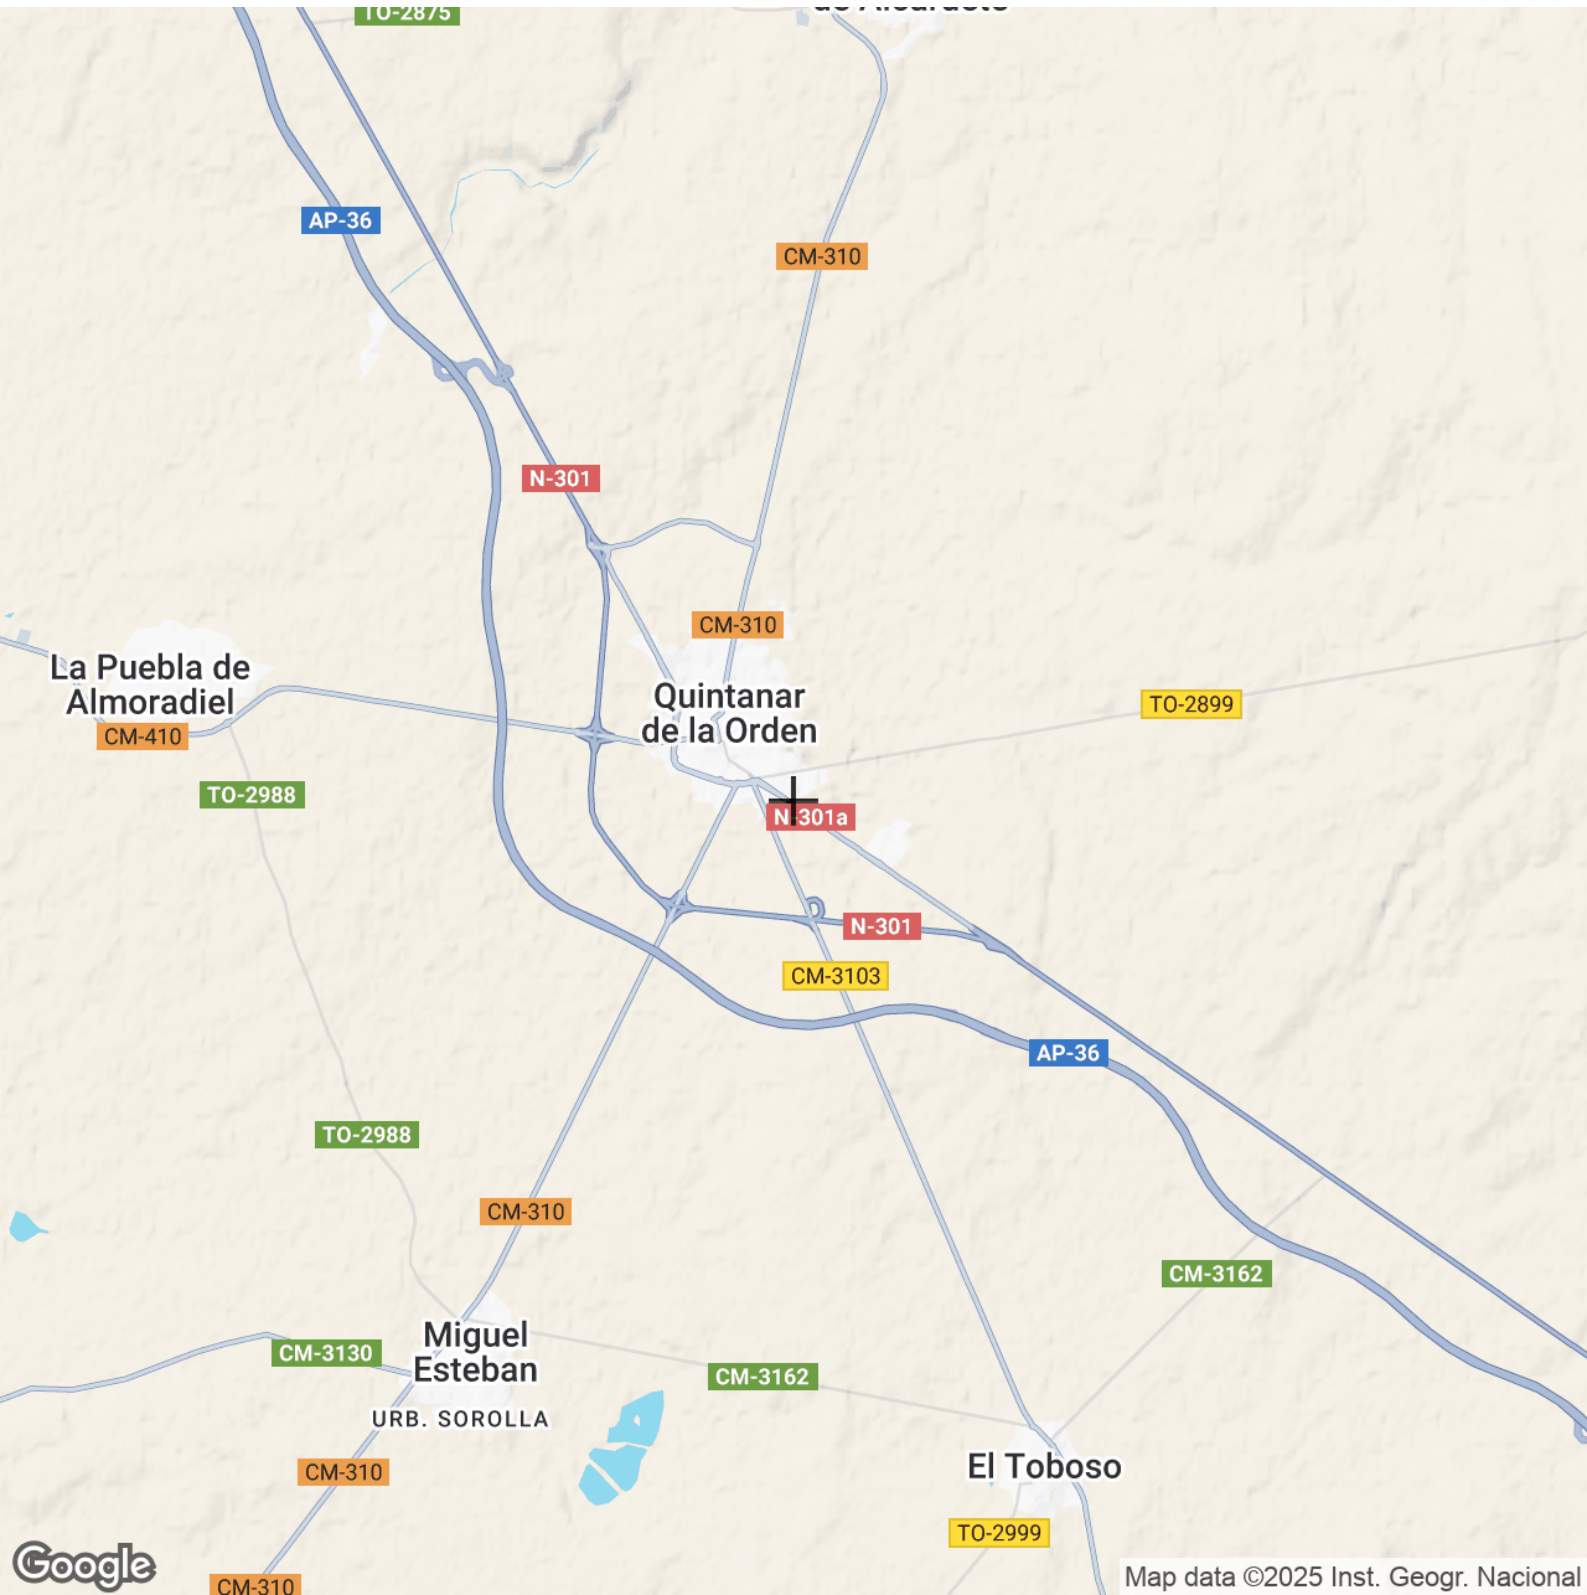 TO-2875
AP-36
CM-310
N-301
CM-310
La Puebla de
Almoradiel
Quintanar
de la Orden
TO-2899
CM-410
TO-2988
N-301a
N-301
CM-3103
AP-36
TO-2988
CM-310
CM-3162
Miguel
Esteban
CM-3130
CM-3162
URB. SOROLLA
El Toboso
CM-310
TO-2999
Google
CM-310
Map data ©2025 Inst. Geogr. Nacional